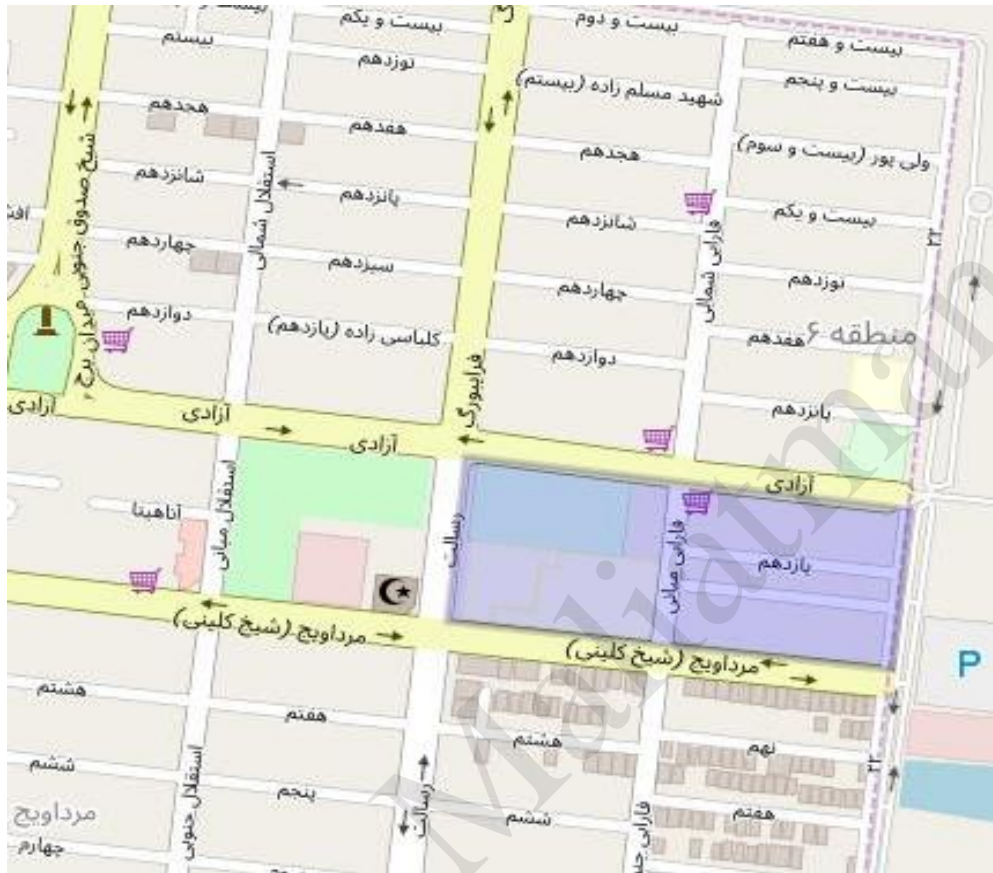 بیست و دوم
بیست و یکم
بیست و هفتم
بیستم
نوزدهم
بیست و پنجم
شهید مسلم زاده (بیستم)
هجدهم
هفدهم
هجدهم
ولی پور (بیست و سوم)
شیخ صدوق جنوبی
میدان برج
استقلال شمالی
شانزدهم
پانزدهم
شانزدهم
بیست و یکم
فارابی شمالی
۲۲
چهاردهم
سیزدهم
چهاردهم
نوزدهم
دوازدهم
کلباسی زاده (یازدهم)
دوازدهم
هفدهم
منطقه ۶
فرایبورگ
پانزدهم
آزادی
آزادی
آزادی
آزادی
استقلال میانی
آناهیتا
رسالت
فارابی میانی
یازدهم
مرداویج (شیخ کلینی)
مرداویج (شیخ کلینی)
P
هشتم
هفتم
هشتم
نهم
۲۲
ششم
پنجم
ششم
هفتم
استقلال جنوبی
رسالت
مرداویج
چهارم
Maliatman